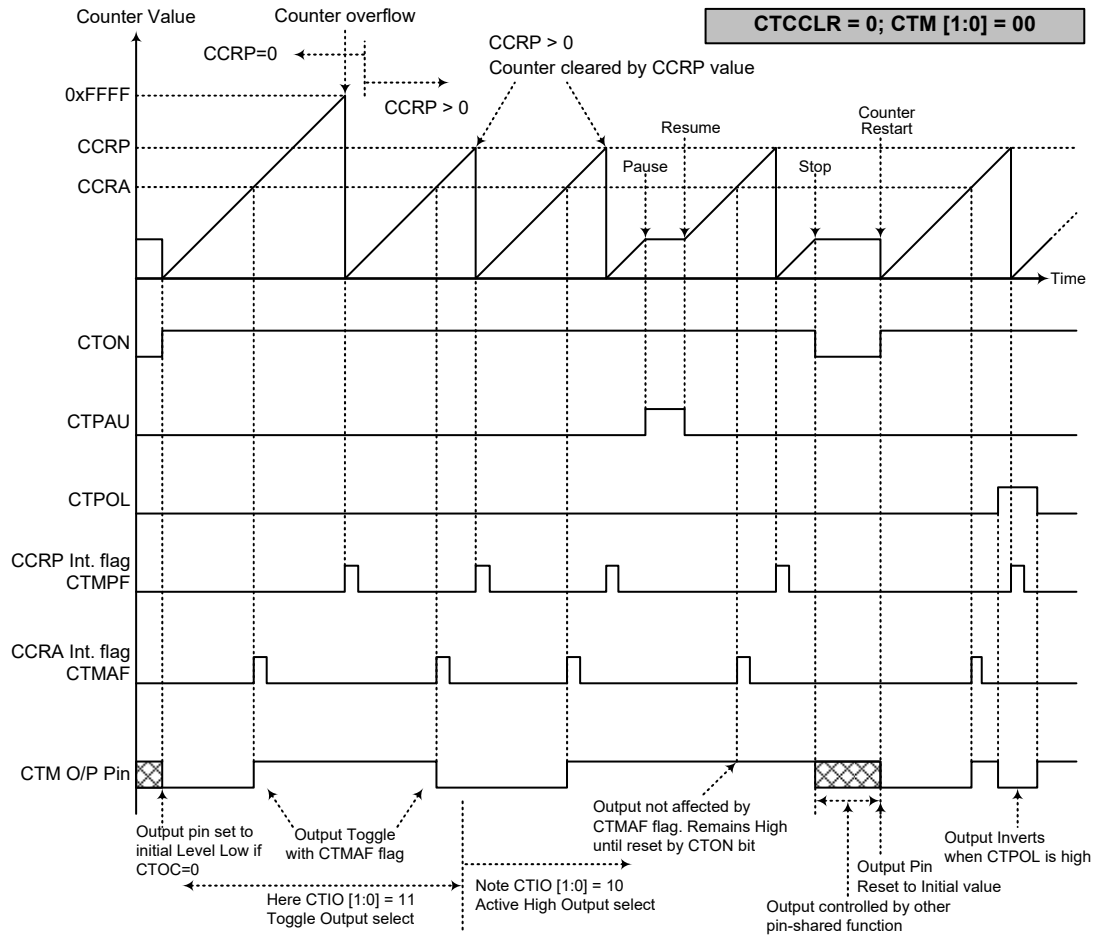 Counter Value
Counter overflow
CTCCLR = 0; CTM [1:0] = 00
CCRP=0
CCRP > 0
CCRP > 0
Counter cleared by CCRP value
0xFFFF
CCRP
CCRA
Pause
Resume
Stop
Counter
Restart
Time
CTON
CTPAU
CTPOL
CCRP Int. flag
CTMPF
CCRA Int. flag
CTMAF
CTM O/P Pin
Output pin set to
initial Level Low if
CTOC=0
Output Toggle
with CTMAF flag
Here CTIO [1:0] = 11
Toggle Output select
Note CTIO [1:0] = 10
Active High Output select
Output not affected by
CTMAF flag. Remains High
until reset by CTON bit
Output Pin
Reset to Initial value
Output controlled by other
pin-shared function
Output Inverts
when CTPOL is high